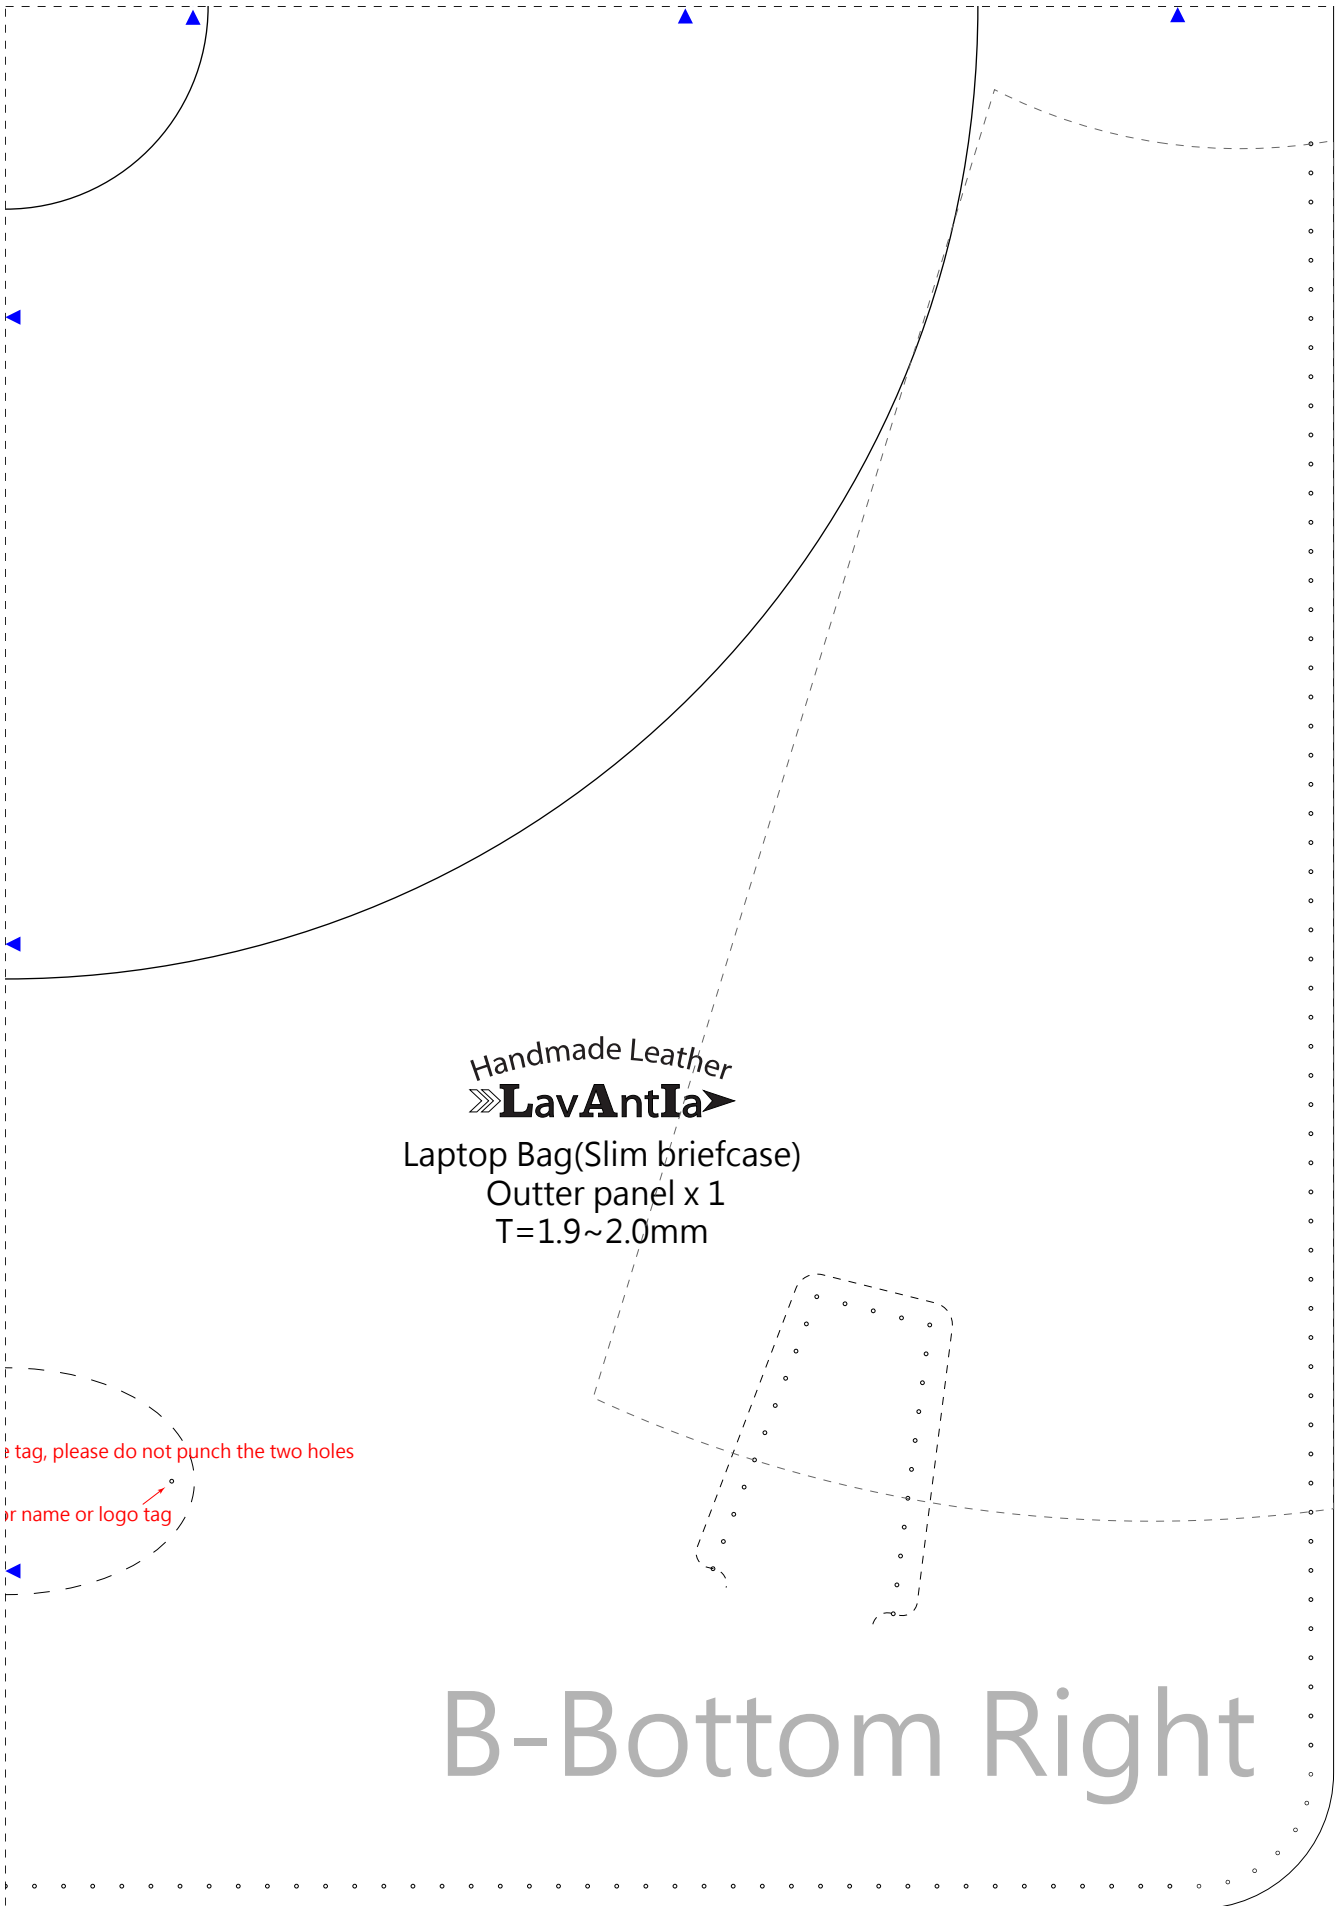 Handmade Leather
LavAntIa
Laptop Bag(Slim briefcase)
Outter panel x 1
T=1.9~2.0mm
tag, please do not punch the two holes
name or logo tag
B-Bottom Right